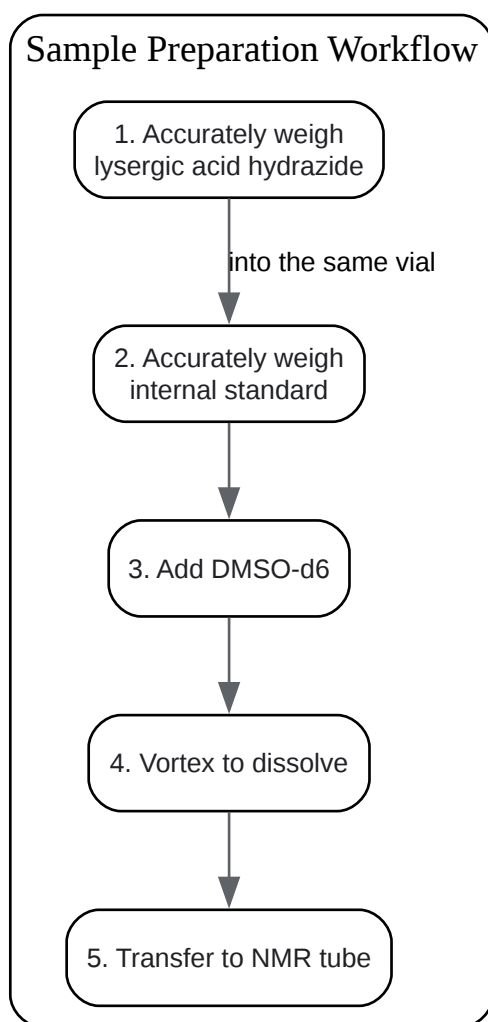 Sample Preparation Workflow
1. Accurately weigh
lysergic acid hydrazide
into the same vial
2. Accurately weigh
internal standard
3. Add DMSO-d6
4. Vortex to dissolve
5. Transfer to NMR tube